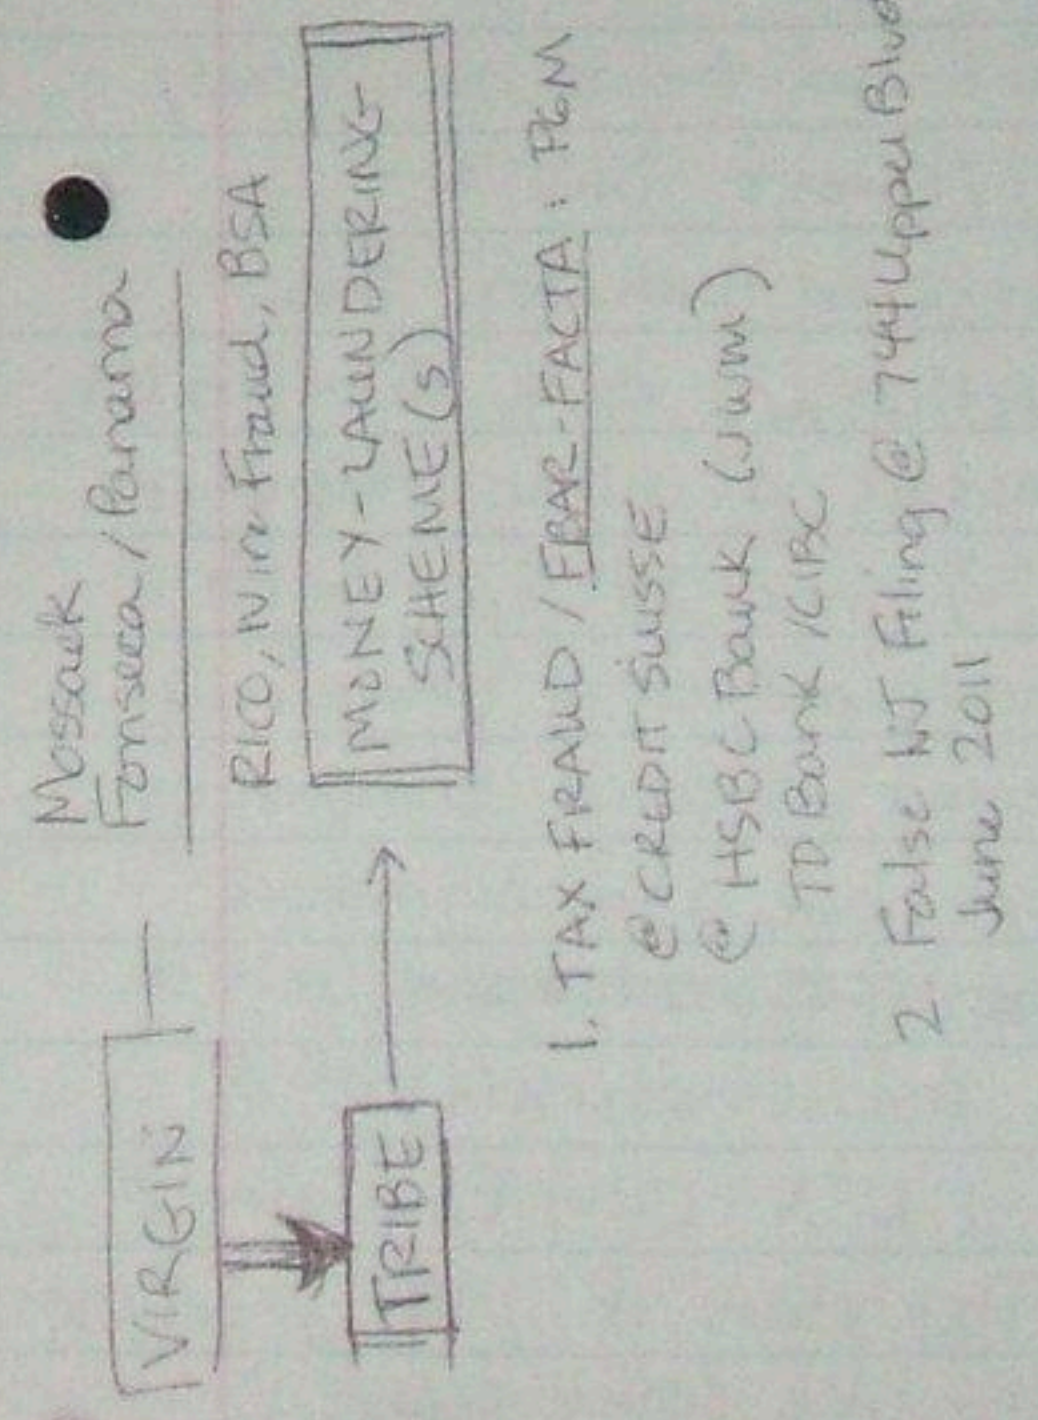 Mossack
Fonseca / Panama
VIRGIN
RICO, Wire Fraud, BSA
TRIBE
MONEY-LAUNDERING
SCHEME(S)
1. TAX FRAUD / FBAR-FACTA: PGM
@ CREDIT SUISSE
@ HSBC Bank (JWM)
TD Bank / CIBC
2 False NJ Filing @ 744 Upper Blvd
June 2011